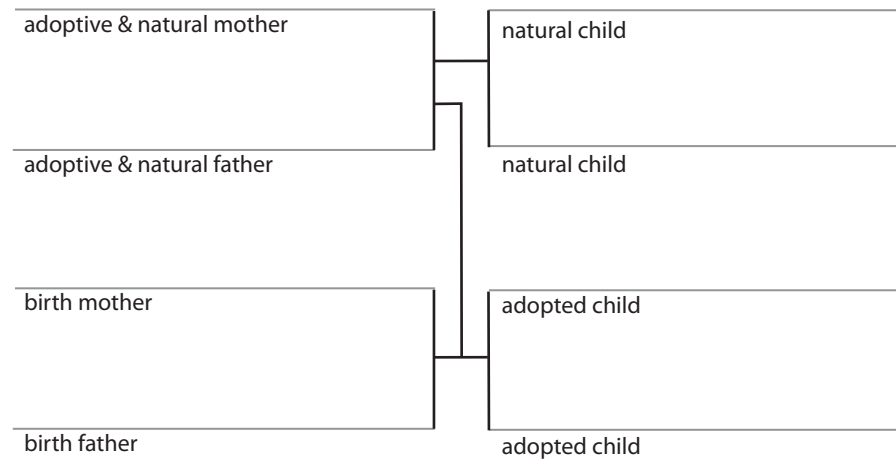 adoptive & natural mother
natural child
adoptive & natural father
natural child
birth mother
adopted child
birth father
adopted child